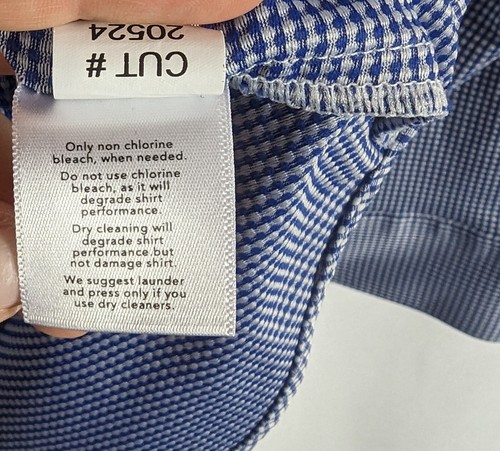 CUT #
20524
Only non chlorine
bleach, when needed.
Do not use chlorine
bleach, as it will
degrade shirt
performance.
Dry cleaning will
degrade shirt
performance.but
not damage shirt.
We suggest launder
and press only if you
use dry cleaners.